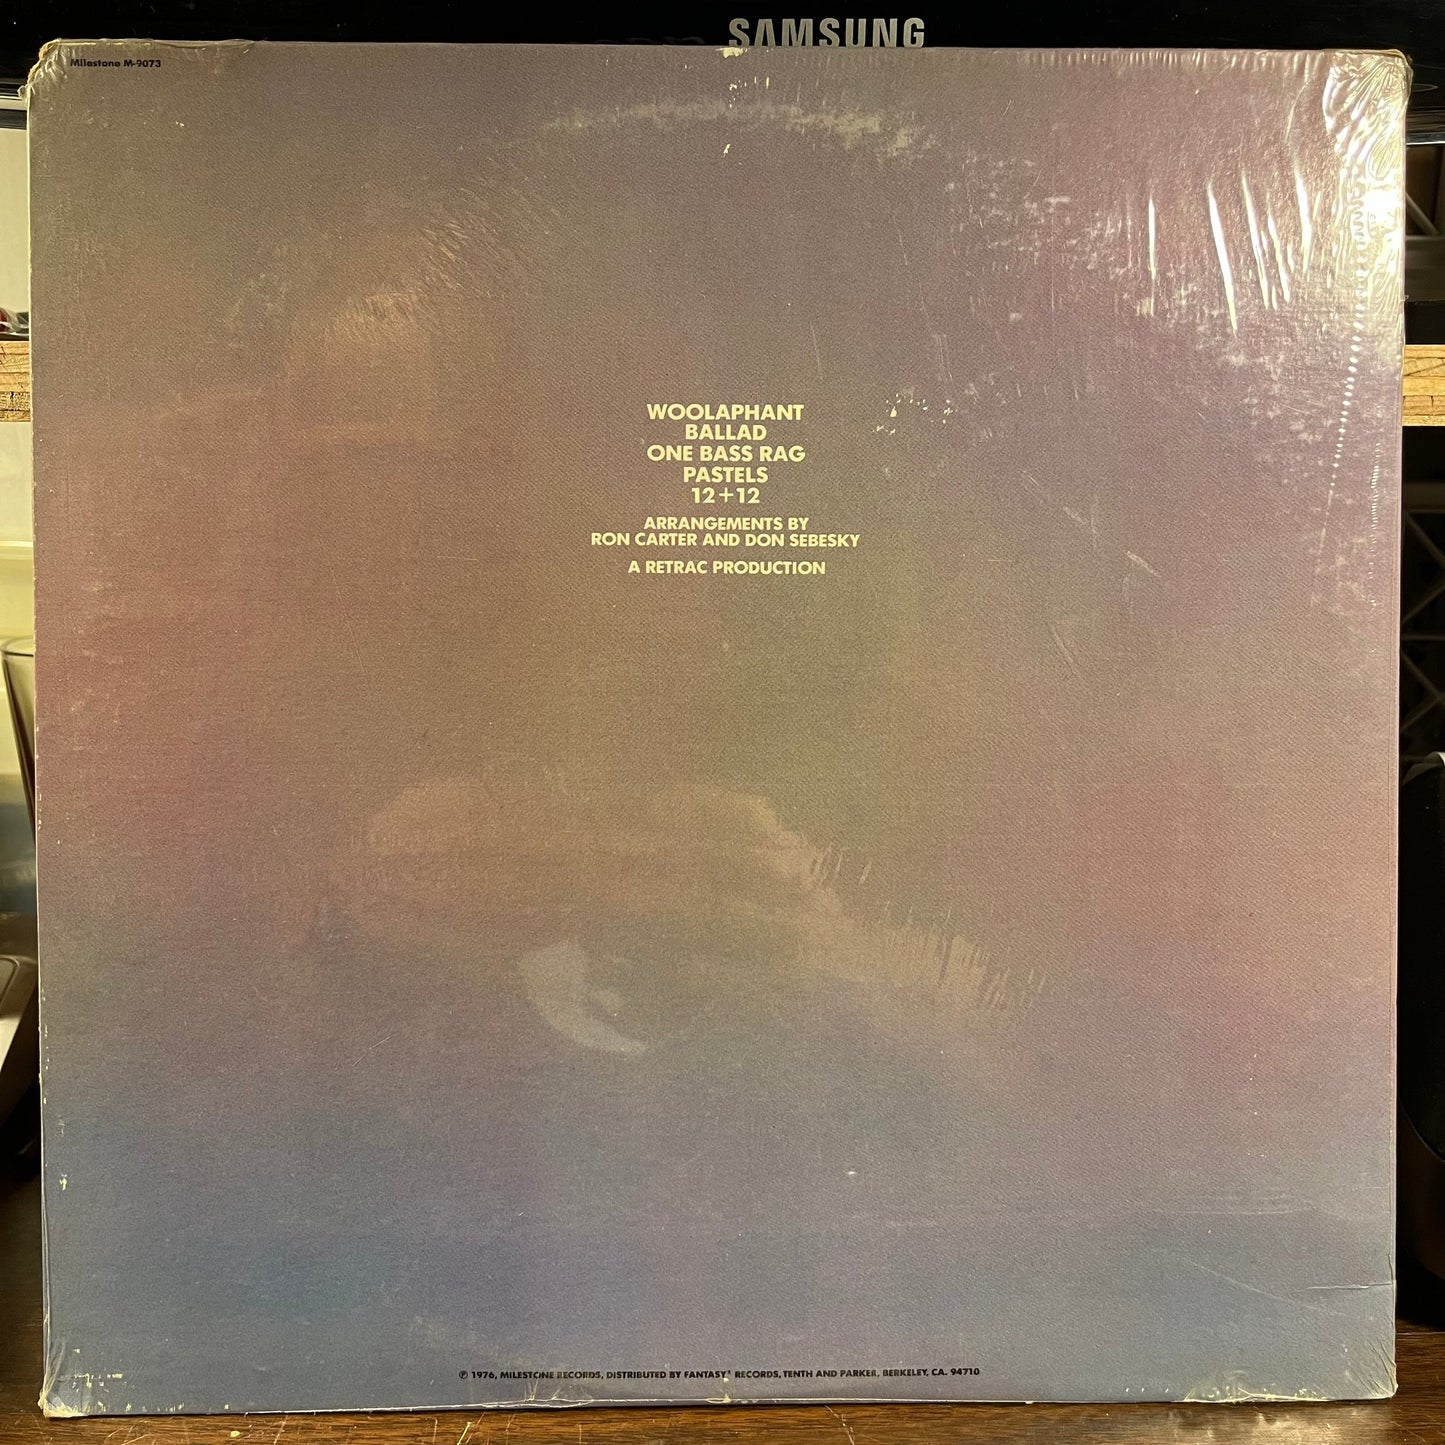 SAMSUNG
Milestone M-9073
WOOLAPHANT
BALLAD
ONE BASS RAG
PASTELS
12+12
ARRANGEMENTS BY
RON CARTER AND DON SEBESKY
A RETRAC PRODUCTION
℗ 1976, MILESTONE RECORDS, DISTRIBUTED BY FANTASY® RECORDS, TENTH AND PARKER, BERKELEY, CA. 94710